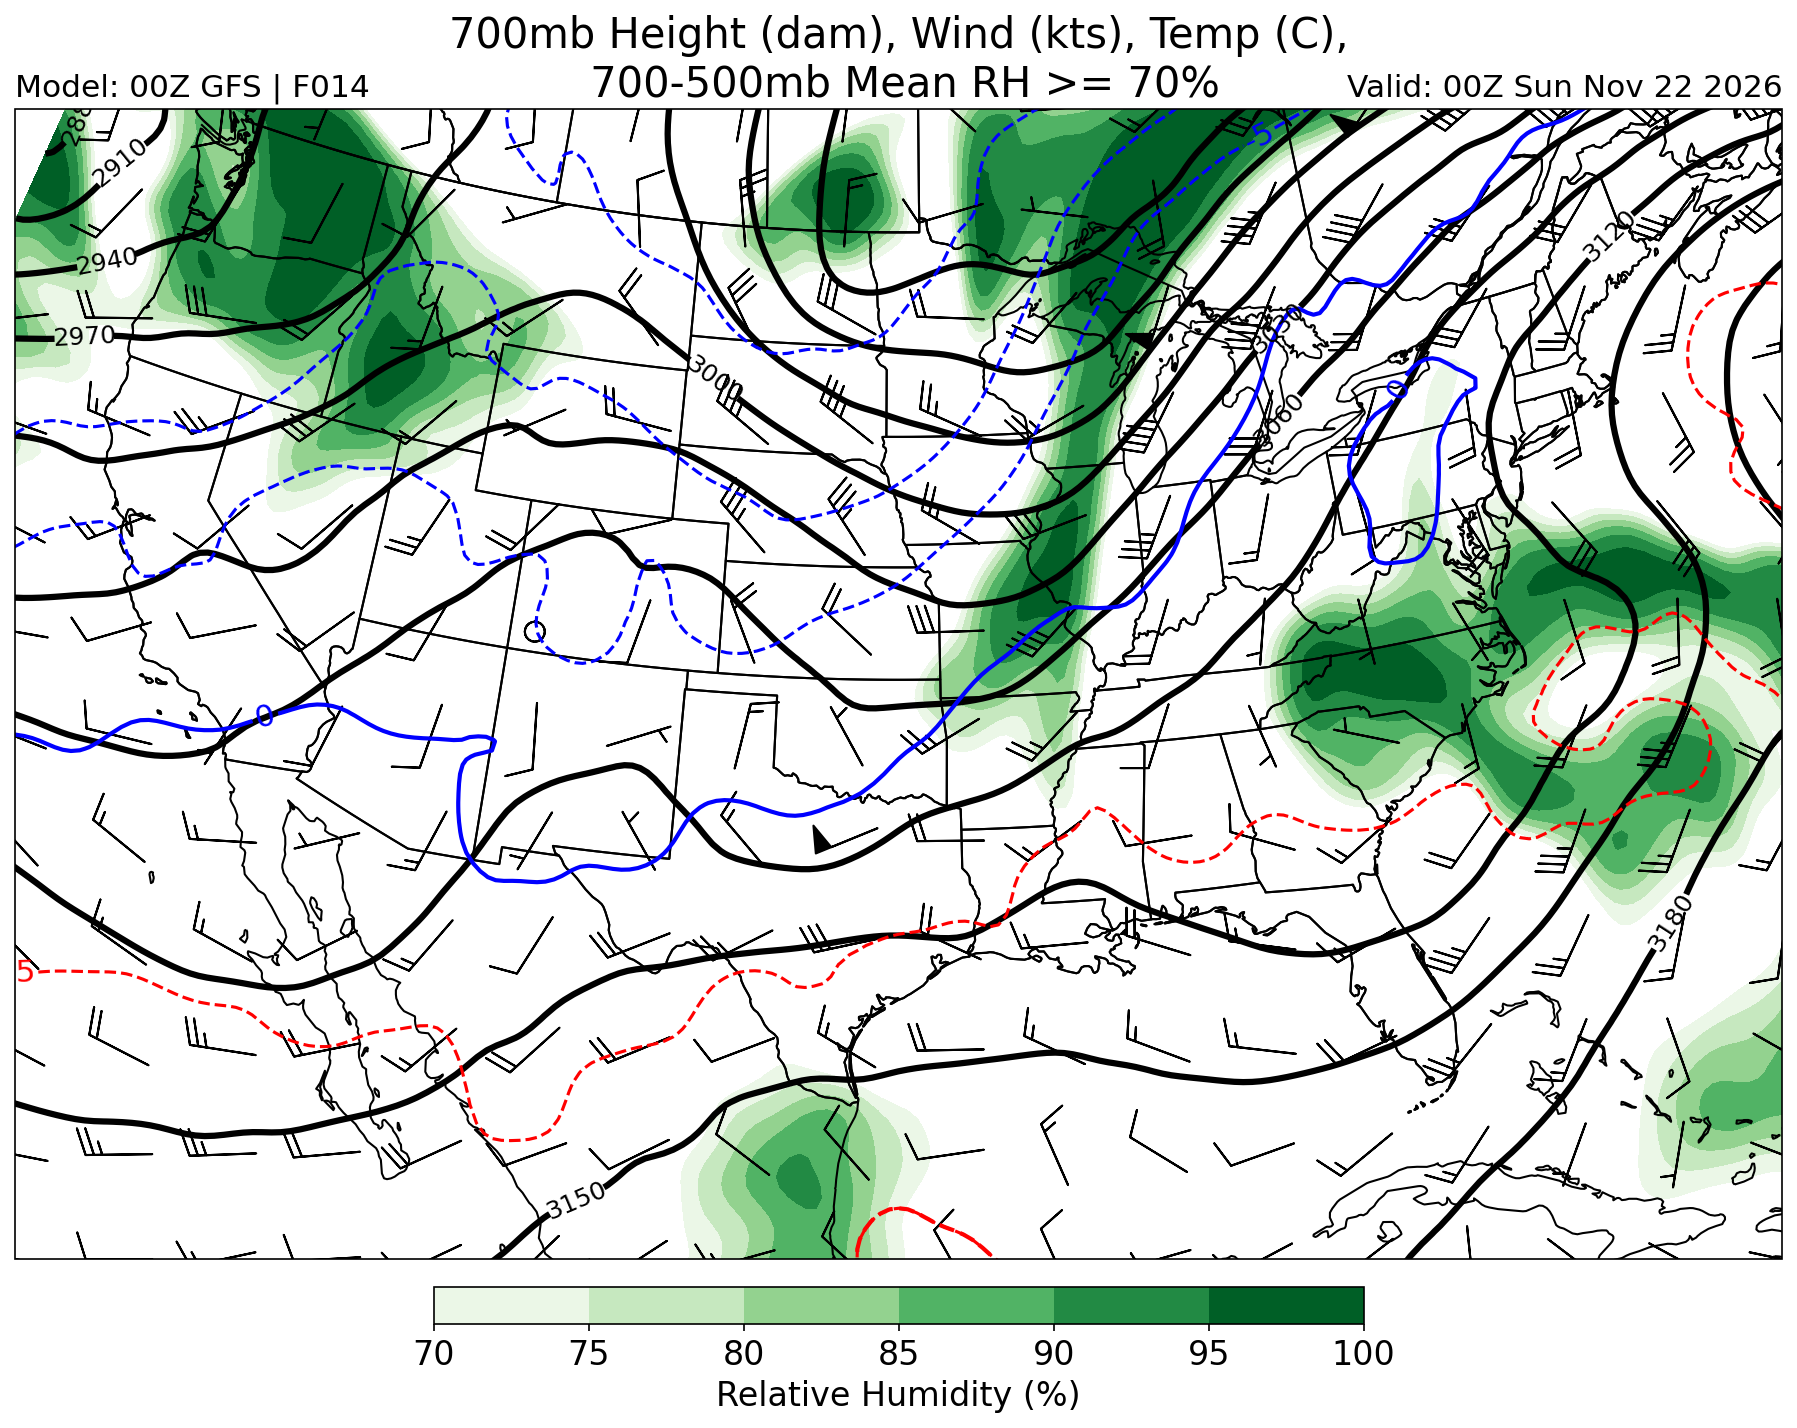 700mb Height (dam), Wind (kts), Temp (C),
700-500mb Mean RH >= 70%
Model: 00Z GFS | F014
Valid: 00Z Sun Nov 22 2026
2910
-5
3120
2940
2970
3000
3060
0
0
3180
5
3150
70 75 80 85 90 95 100
Relative Humidity (%)